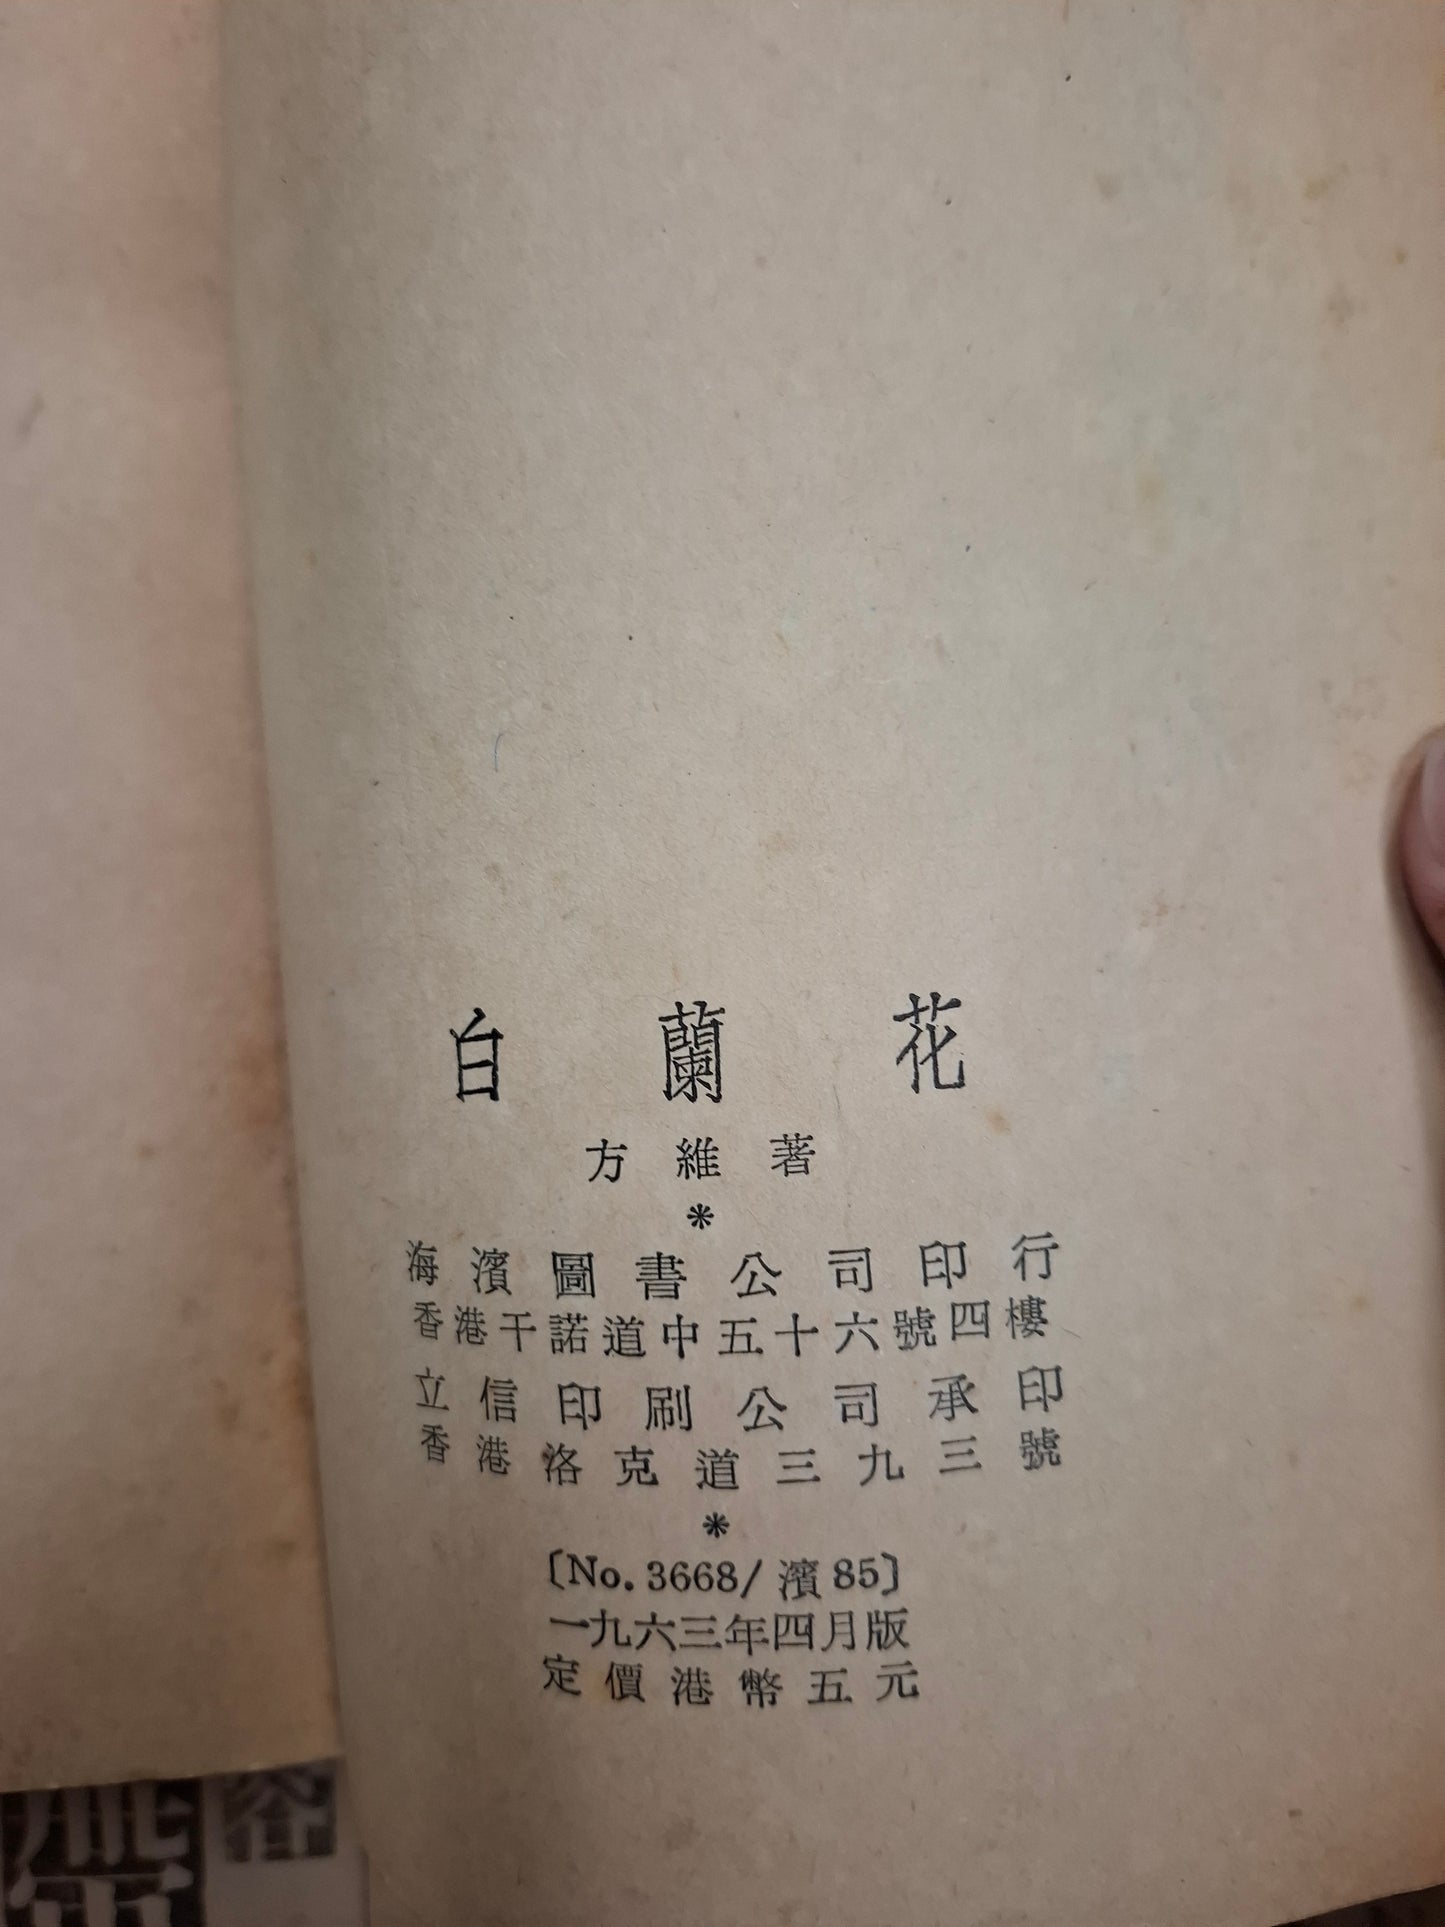 白蘭花
方維著
*
海濱圖書公司印行
香港干諾道中五十六號四樓
立信印刷公司承印
香港洛克道三九三號
*
〔No. 3668/濱85〕
一九六三年四月版
定價港幣五元